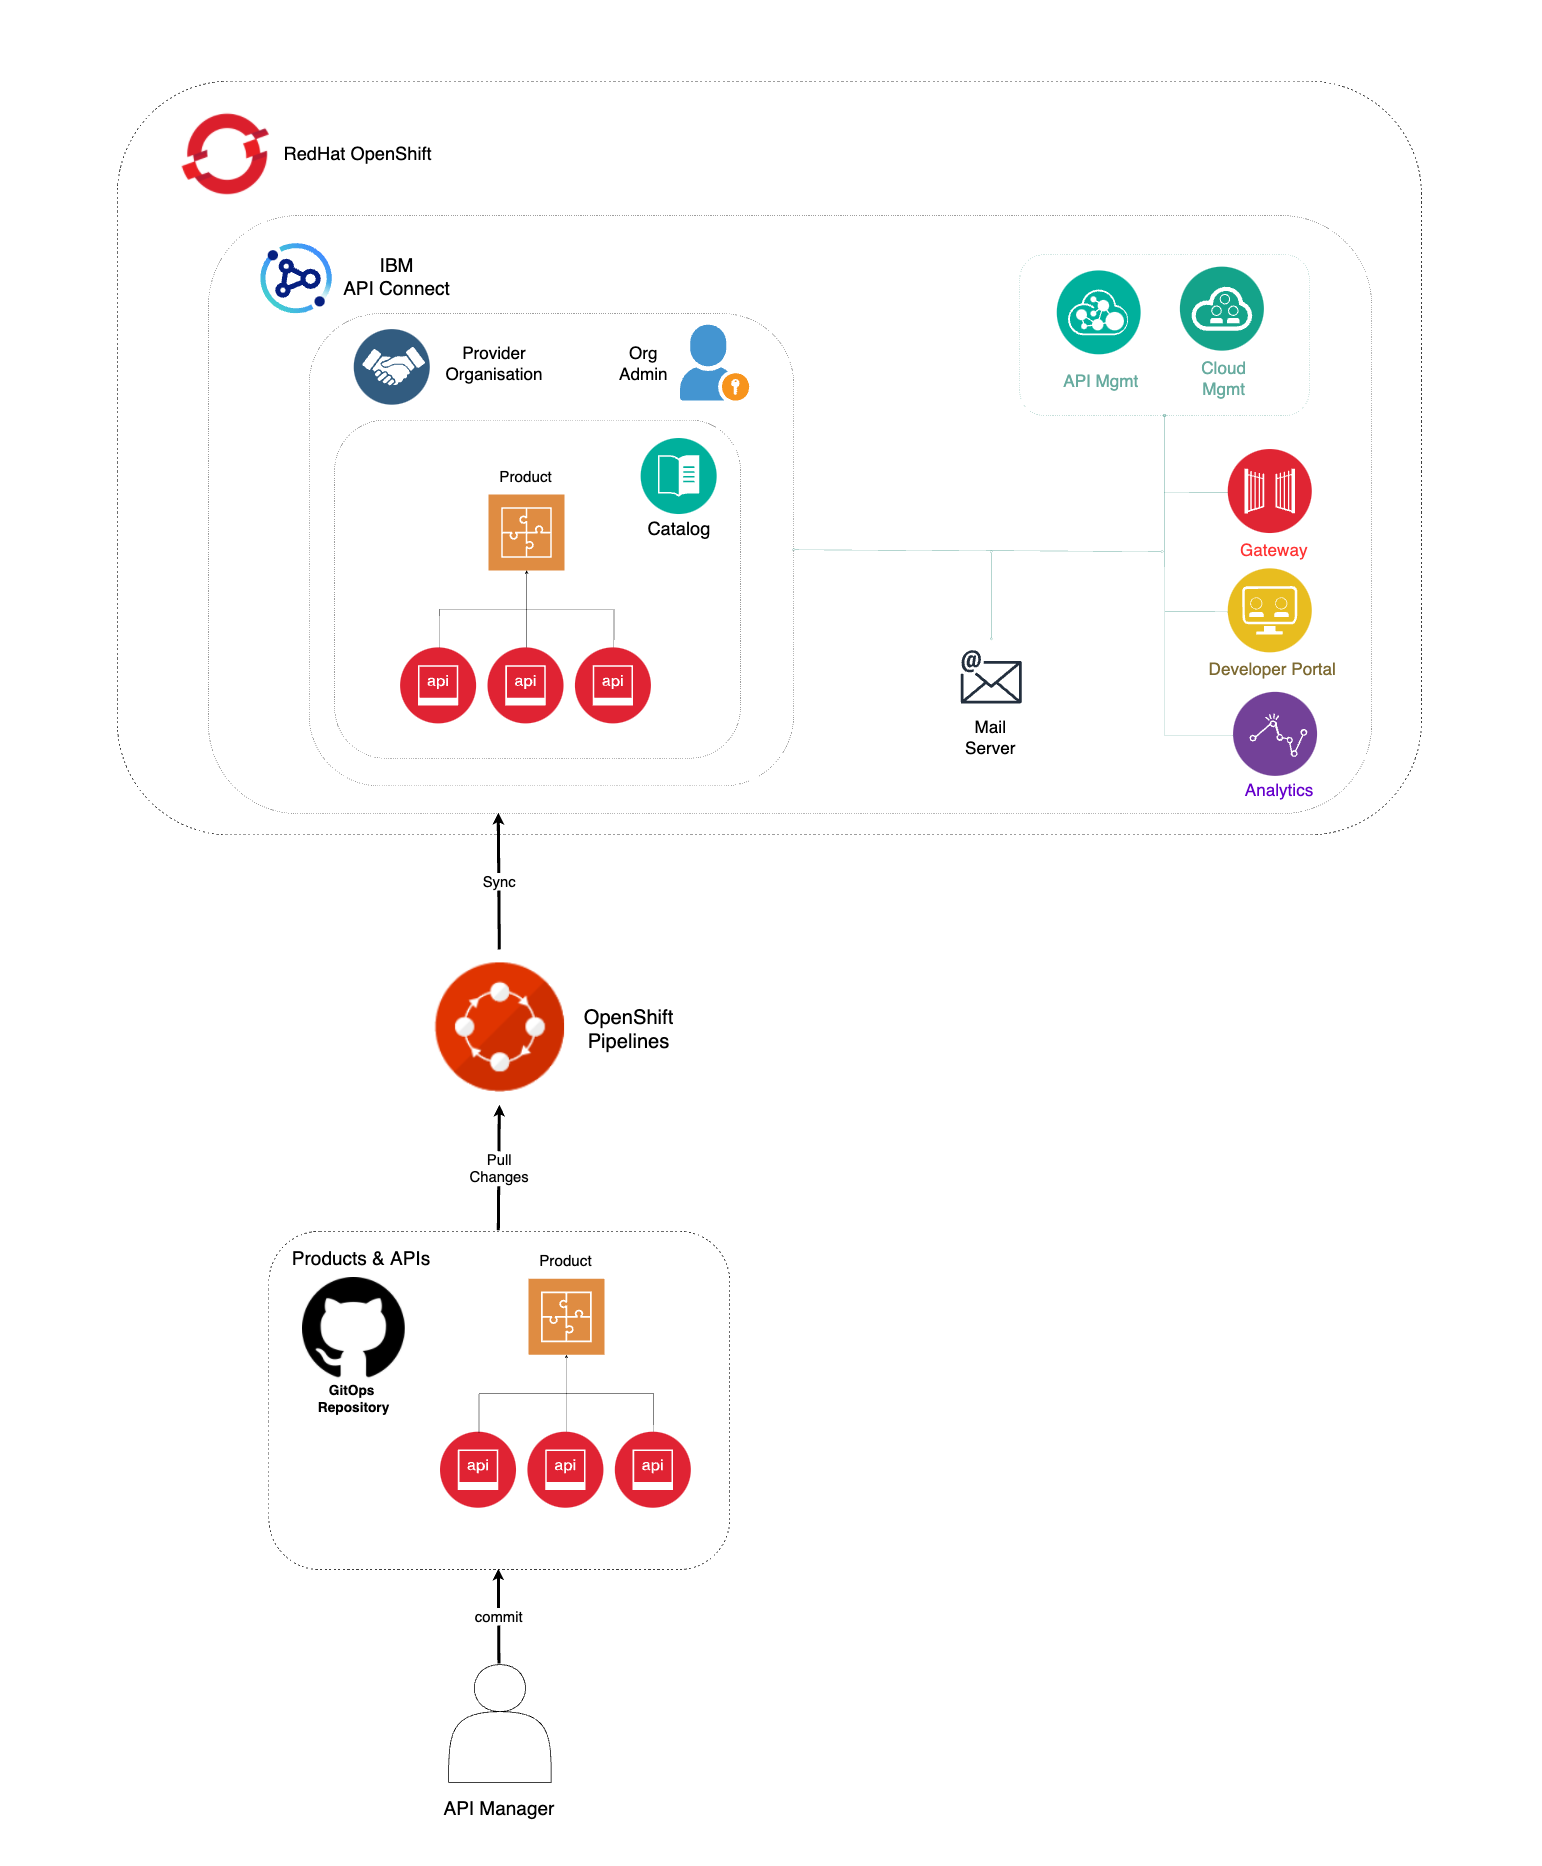 RedHat OpenShift
IBM
API Connect
Provider
Organisation
Org
Admin
API Mgmt
Cloud
Mgmt
Product
Catalog
Gateway
api
api
api
Developer Portal
@
Mail
Server
Analytics
Sync
OpenShift
Pipelines
Pull
Changes
Products & APIs
Product
GitOps
Repository
api
api
api
commit
API Manager